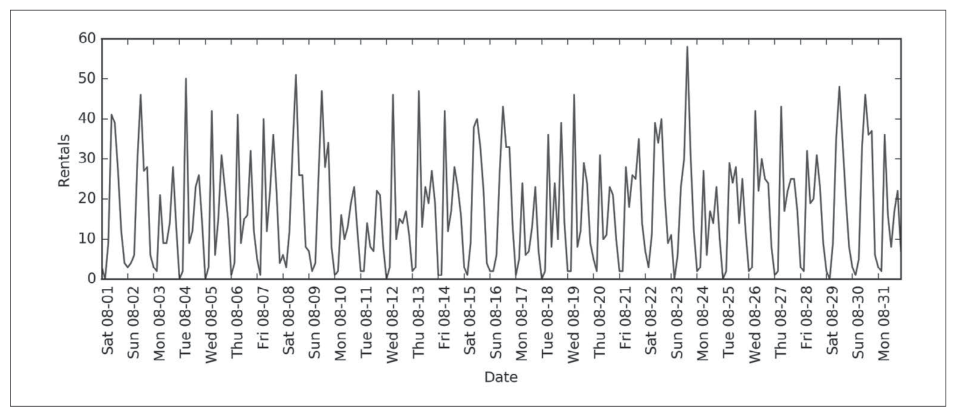 60
50
40
30
20
10
0
Rentals
Sat 08-01
Sun 08-02
Mon 08-03
Tue 08-04
Wed 08-05
Thu 08-06
Fri 08-07
Sat 08-08
Sun 08-09
Mon 08-10
Tue 08-11
Wed 08-12
Thu 08-13
Fri 08-14
Sat 08-15
Sun 08-16
Mon 08-17
Tue 08-18
Wed 08-19
Thu 08-20
Fri 08-21
Sat 08-22
Sun 08-23
Mon 08-24
Tue 08-25
Wed 08-26
Thu 08-27
Fri 08-28
Sat 08-29
Sun 08-30
Mon 08-31
Date